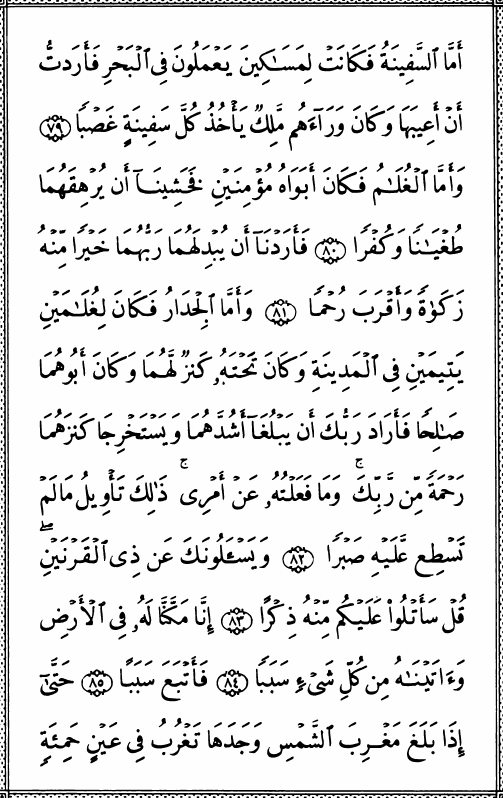 أَمَّا ٱلسَّفِينَةُ فَكَانَتْ لِمَسَـٰكِينَ يَعْمَلُونَ فِى ٱلْبَحْرِ فَأَرَدتُّ
أَنْ أَعِيبَهَا وَكَانَ وَرَآءَهُم مَّلِكٌ يَأْخُذُ كُلَّ سَفِينَةٍ غَصْبًا ٧٩
وَأَمَّا ٱلْغُلَـٰمُ فَكَانَ أَبَوَاهُ مُؤْمِنَيْنِ فَخَشِينَآ أَن يُرْهِقَهُمَا
طُغْيَـٰنًا وَكُفْرًا ٨٠ فَأَرَدْنَآ أَن يُبْدِلَهُمَا رَبُّهُمَا خَيْرًا مِّنْهُ
زَكَوٰةً وَأَقْرَبَ رُحْمًا ٨١ وَأَمَّا ٱلْجِدَارُ فَكَانَ لِغُلَـٰمَيْنِ
يَتِيمَيْنِ فِى ٱلْمَدِينَةِ وَكَانَ تَحْتَهُۥ كَنزٌ لَّهُمَا وَكَانَ أَبُوهُمَا
صَـٰلِحًا فَأَرَادَ رَبُّكَ أَن يَبْلُغَآ أَشُدَّهُمَا وَيَسْتَخْرِجَا كَنزَهُمَا
رَحْمَةً مِّن رَّبِّكَ ۚ وَمَا فَعَلْتُهُۥ عَنْ أَمْرِى ۚ ذَٰلِكَ تَأْوِيلُ مَا لَمْ
تَسْطِع عَّلَيْهِ صَبْرًا ٨٢ وَيَسْـَٔلُونَكَ عَن ذِى ٱلْقَرْنَيْنِ ۖ
قُلْ سَأَتْلُوا۟ عَلَيْكُم مِّنْهُ ذِكْرًا ٨٣ إِنَّا مَكَّنَّا لَهُۥ فِى ٱلْأَرْضِ
وَءَاتَيْنَـٰهُ مِن كُلِّ شَىْءٍ سَبَبًا ٨٤ فَأَتْبَعَ سَبَبًا ٨٥ حَتَّىٰٓ
إِذَا بَلَغَ مَغْرِبَ ٱلشَّمْسِ وَجَدَهَا تَغْرُبُ فِى عَيْنٍ حَمِئَةٍ